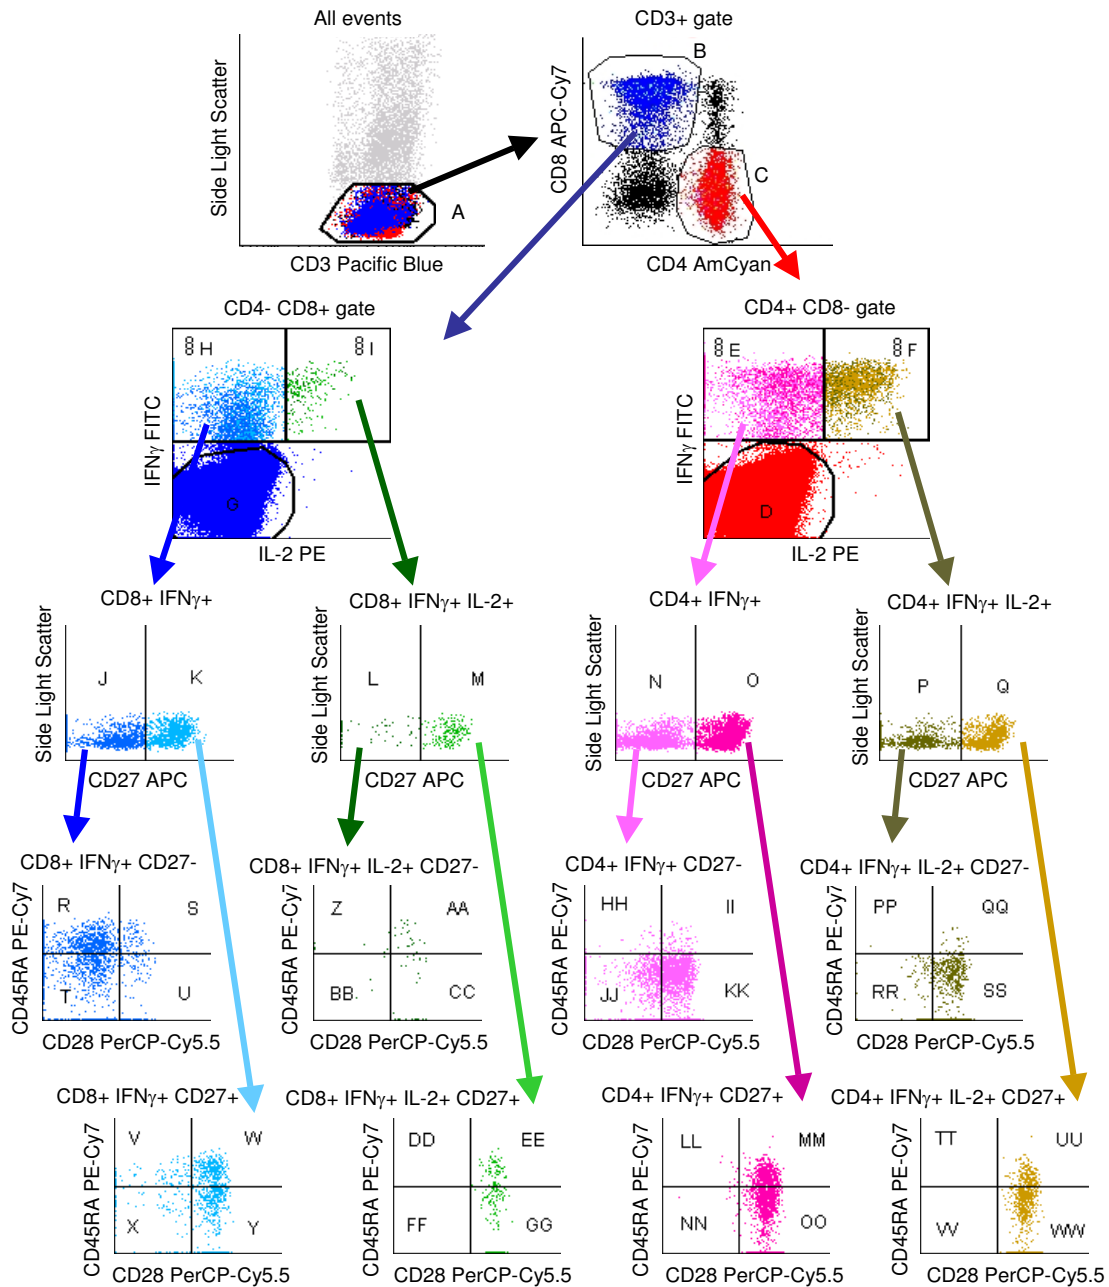 All events
CD3+ gate
Side Light Scatter
A
CD3 Pacific Blue
CD8 APC-Cy7
B
C
CD4 AmCyan
CD4- CD8+ gate
CD4+ CD8- gate
IFNγ FITC
8 H
8 I
G
IL-2 PE
IFNγ FITC
8 E
8 F
D
IL-2 PE
CD8+ IFNγ+
CD8+ IFNγ+ IL-2+
CD4+ IFNγ+
CD4+ IFNγ+ IL-2+
Side Light Scatter
J
K
CD27 APC
Side Light Scatter
L
M
CD27 APC
Side Light Scatter
N
O
CD27 APC
Side Light Scatter
P
Q
CD27 APC
CD8+ IFNγ+ CD27-
CD8+ IFNγ+ IL-2+ CD27-
CD4+ IFNγ+ CD27-
CD4+ IFNγ+ IL-2+ CD27-
CD45RA PE-Cy7
R
S
T
U
CD28 PerCP-Cy5.5
CD45RA PE-Cy7
Z
AA
BB
CC
CD28 PerCP-Cy5.5
CD45RA PE-Cy7
HH
II
JJ
KK
CD28 PerCP-Cy5.5
CD45RA PE-Cy7
PP
QQ
RR
SS
CD28 PerCP-Cy5.5
CD8+ IFNγ+ CD27+
CD8+ IFNγ+ IL-2+ CD27+
CD4+ IFNγ+ CD27+
CD4+ IFNγ+ IL-2+ CD27+
CD45RA PE-Cy7
V
W
X
Y
CD28 PerCP-Cy5.5
CD45RA PE-Cy7
DD
EE
FF
GG
CD28 PerCP-Cy5.5
CD45RA PE-Cy7
LL
MM
NN
OO
CD28 PerCP-Cy5.5
CD45RA PE-Cy7
TT
UU
VV
WW
CD28 PerCP-Cy5.5